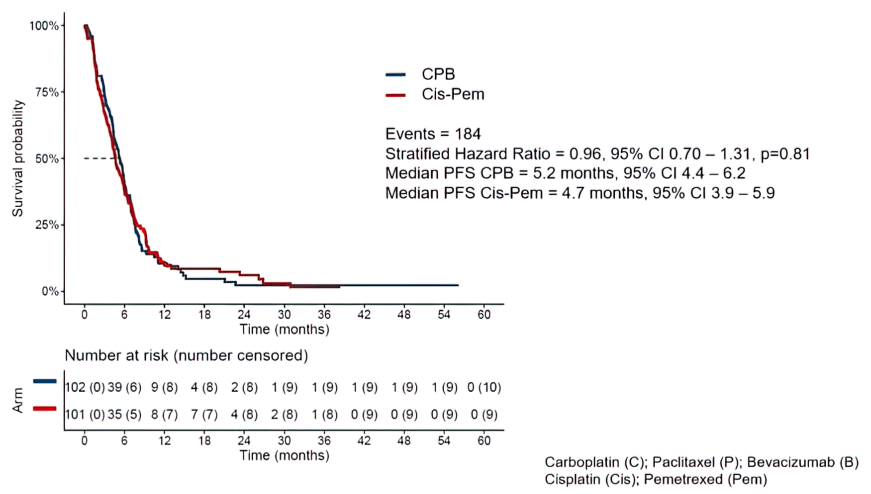 100%
75%
50%
25%
0%
Survival probability
0 6 12 18 24 30 36 42 48 54 60
Time (months)
CPB
Cis-Pem
Events = 184
Stratified Hazard Ratio = 0.96, 95% CI 0.70 – 1.31, p=0.81
Median PFS CPB = 5.2 months, 95% CI 4.4 – 6.2
Median PFS Cis-Pem = 4.7 months, 95% CI 3.9 – 5.9
Number at risk (number censored)
Arm
102 (0) 39 (6) 9 (8) 4 (8) 2 (8) 1 (9) 1 (9) 1 (9) 1 (9) 1 (9) 0 (10)
101 (0) 35 (5) 8 (7) 7 (7) 4 (8) 2 (8) 1 (8) 0 (9) 0 (9) 0 (9) 0 (9)
0 6 12 18 24 30 36 42 48 54 60
Time (months)
Carboplatin (C); Paclitaxel (P); Bevacizumab (B)
Cisplatin (Cis); Pemetrexed (Pem)